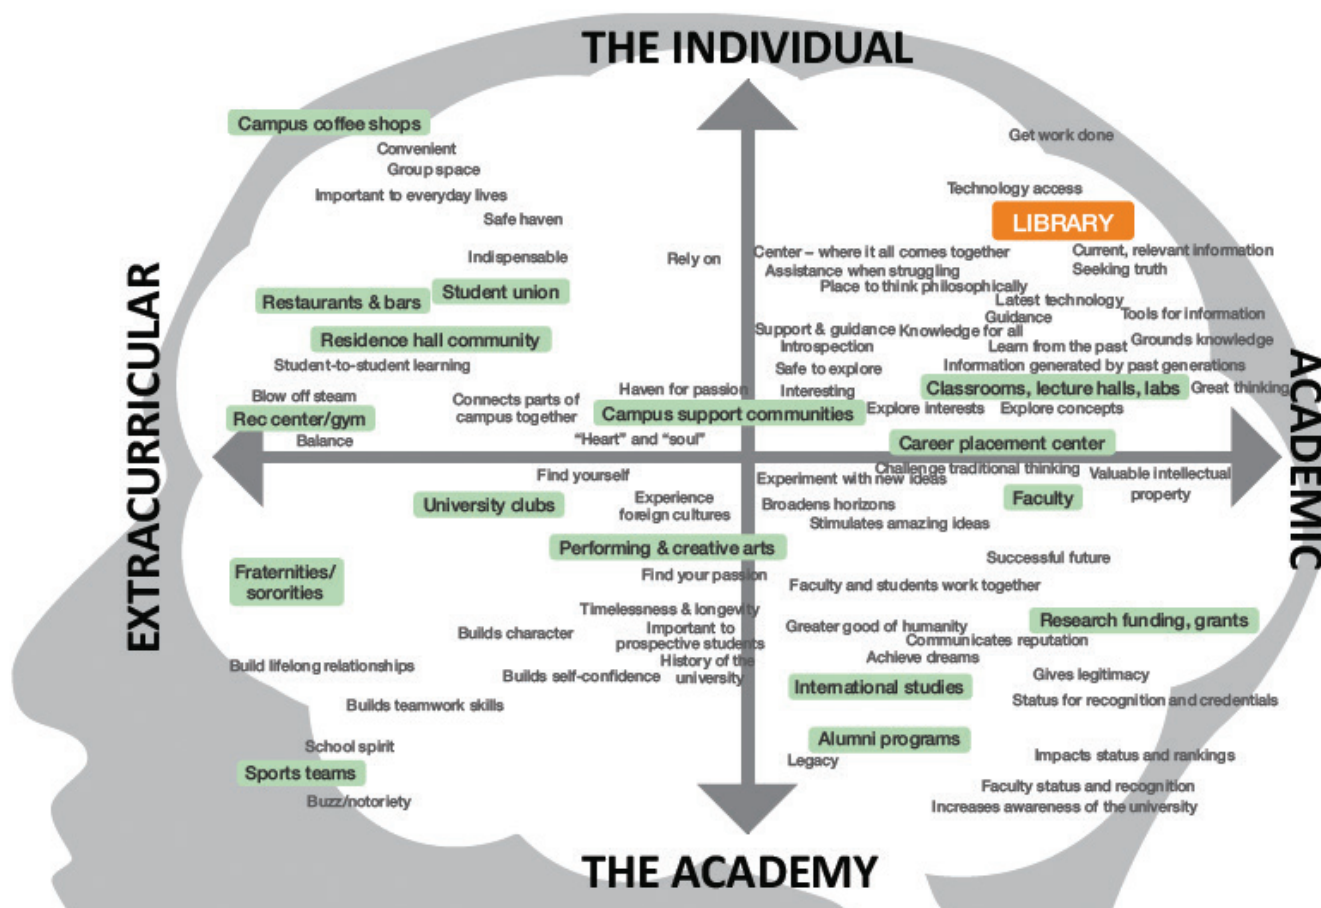 THE INDIVIDUAL
Campus coffee shops
Convenient
Group space
Important to everyday lives
Safe haven
Indispensable
Rely on
Restaurants & bars
Student union
Residence hall community
Student-to-student learning
Blow off steam
Rec center/gym
Balance
Connects parts of
campus together
Haven for passion
Campus support communities
"Heart" and "soul"
Get work done
Technology access
LIBRARY
Center – where it all comes together
Current, relevant information
Assistance when struggling
Seeking truth
Place to think philosophically
Latest technology
Guidance
Tools for information
Support & guidance
Knowledge for all
Introspection
Learn from the past
Grounds knowledge
Safe to explore
Information generated by past generations
Interesting
Classrooms, lecture halls, labs
Great thinking
Explore interests
Explore concepts
Career placement center
EXTRACURRICULAR
ACADEMIC
Find yourself
University clubs
Experience
foreign cultures
Performing & creative arts
Find your passion
Fraternities/
sororities
Timelessness & longevity
Builds character
Important to
prospective students
Build lifelong relationships
History of the
university
Builds self-confidence
Builds teamwork skills
School spirit
Sports teams
Buzz/notoriety
Challenge traditional thinking
Experiment with new ideas
Valuable intellectual
property
Faculty
Broadens horizons
Stimulates amazing ideas
Successful future
Faculty and students work together
Research funding, grants
Greater good of humanity
Communicates reputation
Achieve dreams
Gives legitimacy
International studies
Status for recognition and credentials
Alumni programs
Legacy
Impacts status and rankings
Faculty status and recognition
Increases awareness of the university
THE ACADEMY